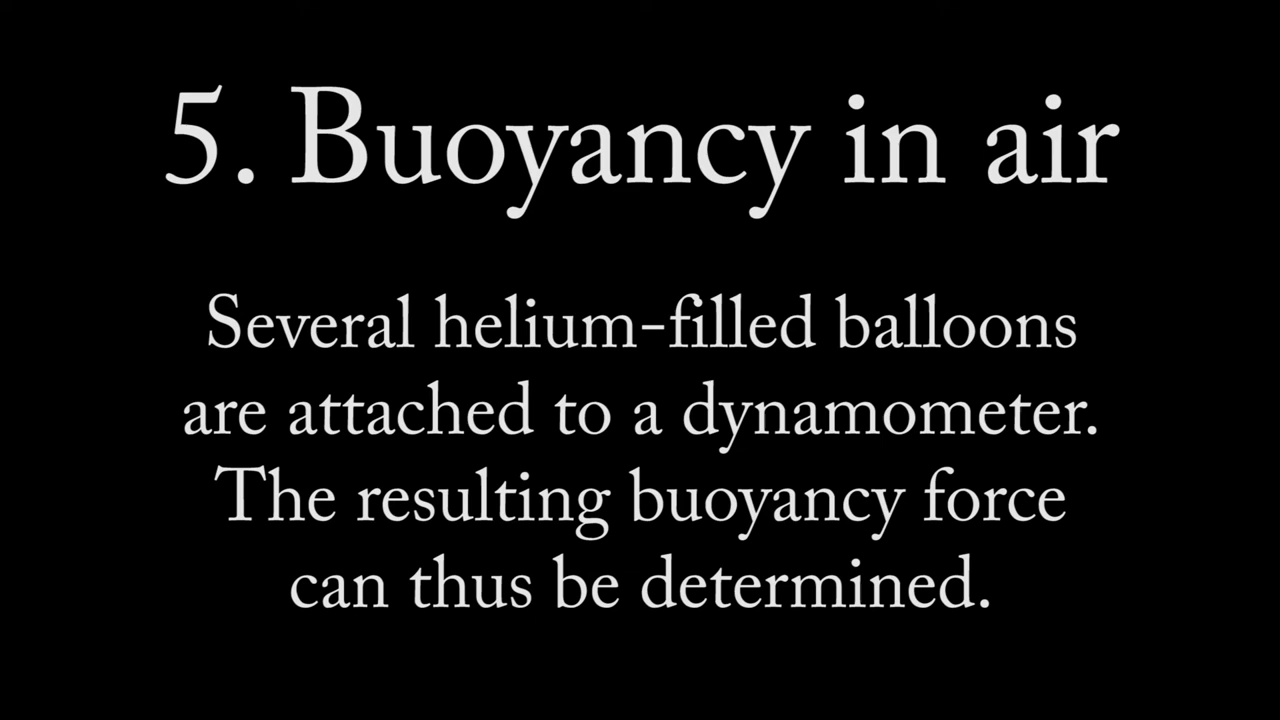 5. Buoyancy in air
Several helium-filled balloons
are attached to a dynamometer.
The resulting buoyancy force
can thus be determined.